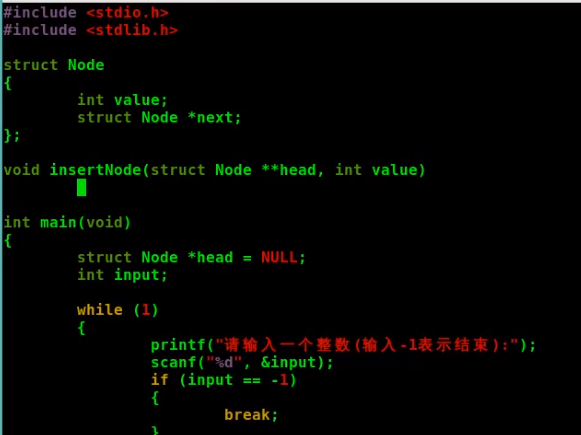 #include <stdio.h>
#include <stdlib.h>
struct Node
{
int value;
struct Node *next;
};
void insertNode(struct Node **head, int value)
int main(void)
{
struct Node *head = NULL;
int input;
while (1)
{
printf("请输入一个整数(输入-1表示结束):");
scanf("%d", &input);
if (input == -1)
{
break;
}